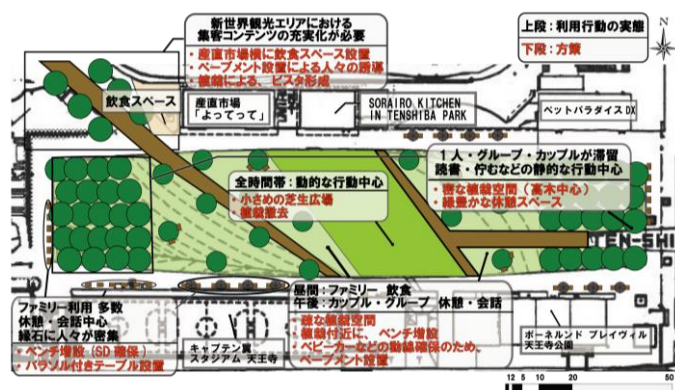 新世界観光エリアにおける
集客コンテンツの充実化が必要
・産直市場横に飲食スペース設置
・ペーブメント設置による人々の誘導
・植栽による、ビスタ形成
上段:利用行動の実態
下段:方策
N
飲食スペース
産直市場
「よってって」
SORAIRO KITCHEN
IN TENSHIBA PARK
ペットパラダイスDX
1人・グループ・カップルが滞留
読書・佇むなどの静的な行動中心
・密な植栽空間(高木中心)
・緑豊かな休憩スペース
全時間帯:動的な行動中心
・小さめの芝生広場
・植栽撤去
TEN-SHI
ファミリー利用 多数
休憩・会話中心
縁石に人々が密集
・ベンチ増設(SD確保)
・パラソル付きテーブル設置
キャプテン翼
スタジアム 天王寺
昼間:ファミリー 飲食
午後:カップル・グループ 休憩・会話
・疎な植栽空間
・植栽付近に、ベンチ増設
・ベビーカーなどの動線確保のため、
ペーブメント設置
ボーネルンド プレイヴィル
天王寺公園
12 5 10 20 50